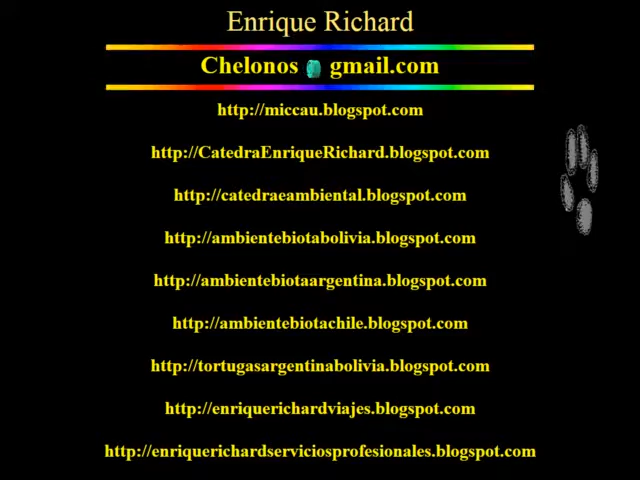 Enrique Richard
Chelonos gmail.com
http://miccau.blogspot.com
http://CatedraEnriqueRichard.blogspot.com
http://catedraeambiental.blogspot.com
http://ambientebiotabolivia.blogspot.com
http://ambientebiotaargentina.blogspot.com
http://ambientebiotachile.blogspot.com
http://tortugasargentinabolivia.blogspot.com
http://enriquerichardviajes.blogspot.com
http://enriquerichardserviciosprofesionales.blogspot.com